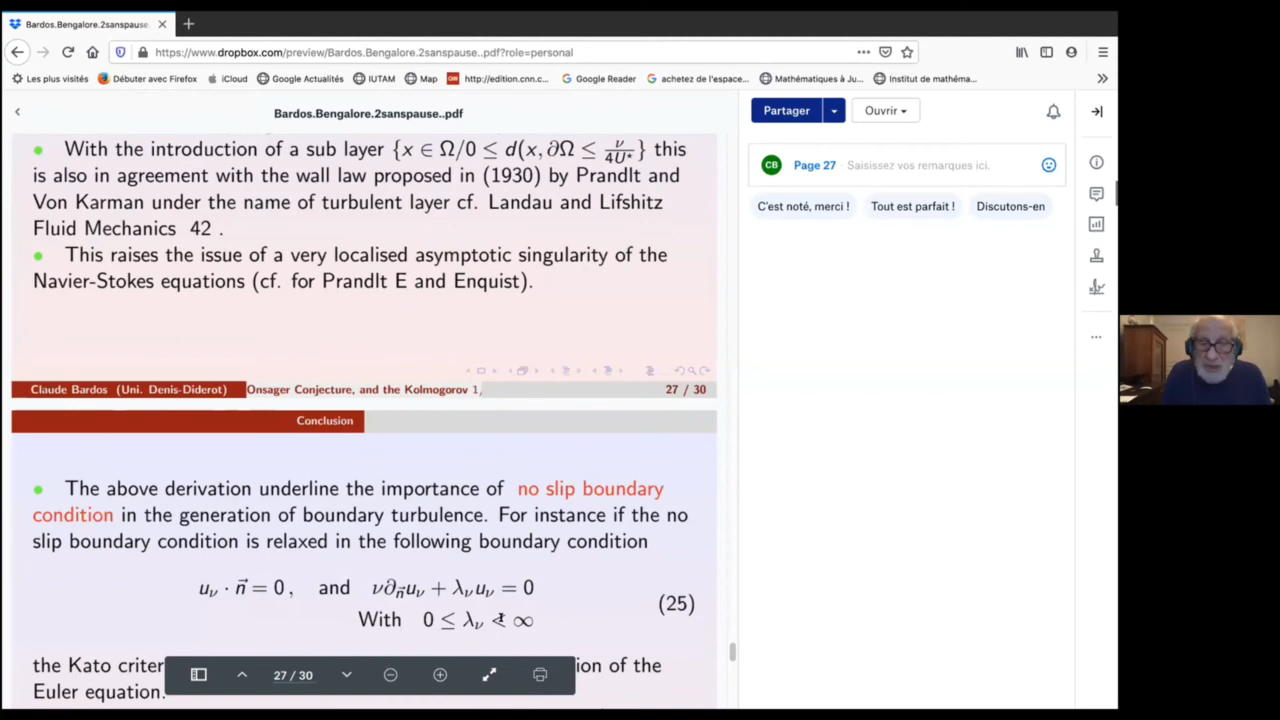 Bardos.Bengalore.2sanspause.
https://www.dropbox.com/preview/Bardos.Bengalore.2sanspause..pdf?role=personal
Les plus visités Débuter avec Firefox iCloud Google Actualités IUTAM Map http://edition.cnn.c... Google Reader achetez de l'espace... Mathématiques à Ju... Institut de mathéma...
Bardos.Bengalore.2sanspause..pdf
Partager Ouvrir
With the introduction of a sub layer {x ∈ Ω/0 ≤ d(x, ∂Ω ≤ ν/4U*} this
is also in agreement with the wall law proposed in (1930) by Prandlt and
Von Karman under the name of turbulent layer cf. Landau and Lifshitz
Fluid Mechanics 42 .
This raises the issue of a very localised asymptotic singularity of the
Navier-Stokes equations (cf. for Prandlt E and Enquist).
Claude Bardos (Uni. Denis-Diderot) Onsager Conjecture, and the Kolmogorov 1, 27 / 30
Conclusion
The above derivation underline the importance of no slip boundary
condition in the generation of boundary turbulence. For instance if the no
slip boundary condition is relaxed in the following boundary condition
uν · n⃗ = 0 , and ν∂n⃗uν + λνuν = 0
With 0 ≤ λν < ∞
(25)
the Kato criter
ion of the
Euler equation.
27 / 30
CB Page 27 Saisissez vos remarques ici.
C'est noté, merci ! Tout est parfait ! Discutons-en